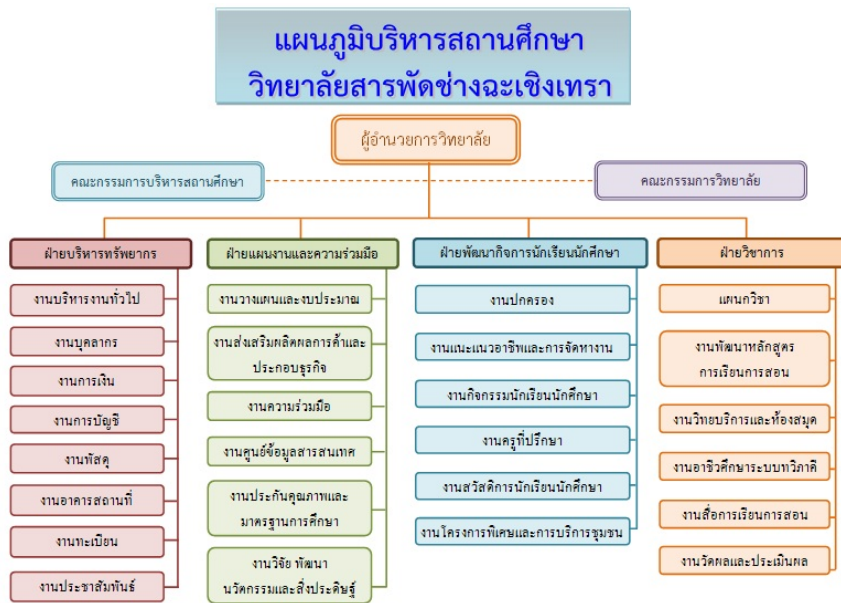 แผนภูมิบริหารสถานศึกษา
วิทยาลัยสารพัดช่างฉะเชิงเทรา
ผู้อำนวยการวิทยาลัย
คณะกรรมการบริหารสถานศึกษา
คณะกรรมการวิทยาลัย
ฝ่ายบริหารทรัพยากร
งานบริหารงานทั่วไป
งานบุคลากร
งานการเงิน
งานการบัญชี
งานพัสดุ
งานอาคารสถานที่
งานทะเบียน
งานประชาสัมพันธ์
ฝ่ายแผนงานและความร่วมมือ
งานวางแผนและงบประมาณ
งานส่งเสริมผลิตผลการค้าและ
ประกอบธุรกิจ
งานความร่วมมือ
งานศูนย์ข้อมูลสารสนเทศ
งานประกันคุณภาพและ
มาตรฐานการศึกษา
งานวิจัย พัฒนา
นวัตกรรมและสิ่งประดิษฐ์
ฝ่ายพัฒนากิจการนักเรียนนักศึกษา
งานปกครอง
งานแนะแนวอาชีพและการจัดหางาน
งานกิจกรรมนักเรียนนักศึกษา
งานครูที่ปรึกษา
งานสวัสดิการนักเรียนนักศึกษา
งานโครงการพิเศษและการบริการชุมชน
ฝ่ายวิชาการ
แผนกวิชา
งานพัฒนาหลักสูตร
การเรียนการสอน
งานวิทยบริการและห้องสมุด
งานอาชีวศึกษาระบบทวิภาคี
งานสื่อการเรียนการสอน
งานวัดผลและประเมินผล